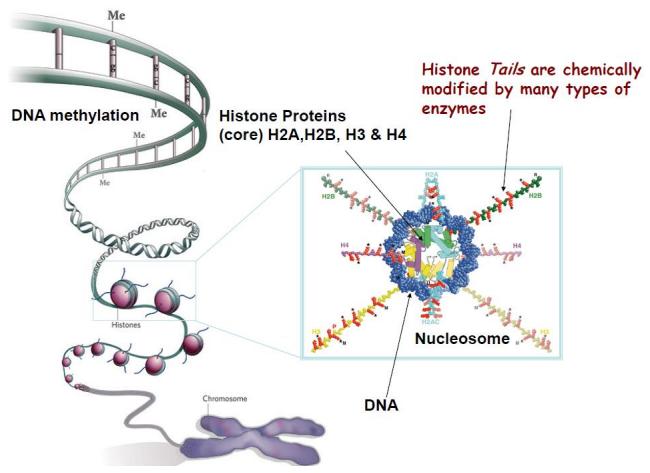 Me
DNA methylation
Me
Me
Me
Histone Proteins
(core) H2A,H2B, H3 & H4
Histone Tails are chemically
modified by many types of
enzymes
H2A
H2B
H2B
H4
H4
H3
H3
H2AC
Nucleosome
DNA
Histones
Chromosome